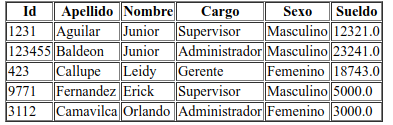 Id Apellido Nombre Cargo Sexo Sueldo
1231 Aguilar Junior Supervisor Masculino 12321.0
123455 Baldeon Junior Administrador Masculino 23241.0
423 Callupe Leidy Gerente Femenino 18743.0
9771 Fernandez Erick Supervisor Masculino 5000.0
3112 Camavilca Orlando Administrador Femenino 3000.0